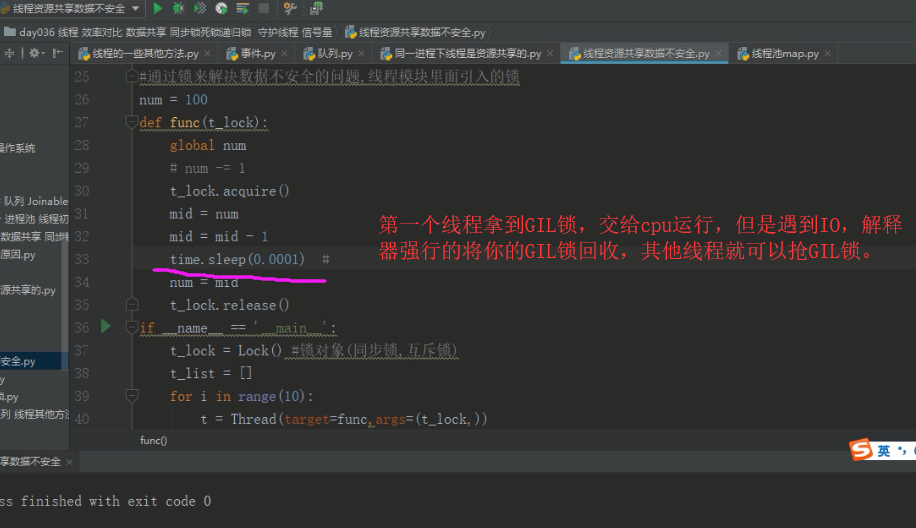 线程资源共享数据不安全
day036 线程 效率对比 数据共享 同步锁死锁递归锁 守护线程 信号量 线程资源共享数据不安全.py
线程的一些其他方法.py × 事件.py × 队列.py × 同一进程下线程是资源共享的.py × 线程资源共享数据不安全.py × 线程池map.py ×
25 #通过锁来解决数据不安全的问题,线程模块里面引入的锁
26 num = 100
27 def func(t_lock):
28 global num
29 # num -= 1
30 t_lock.acquire()
31 mid = num
32 mid = mid - 1
33 time.sleep(0.0001) #
34 num = mid
35 t_lock.release()
36 if __name__ == '__main__':
37 t_lock = Lock() #锁对象(同步锁,互斥锁)
38 t_list = []
39 for i in range(10):
40 t = Thread(target=func,args=(t_lock,))
第一个线程拿到GIL锁，交给cpu运行，但是遇到IO，解释
器强行的将你的GIL锁回收，其他线程就可以抢GIL锁。
操作系统
队列 Joinable
进程池 线程初
数据共享 同步
原因.py
源共享的.py
安全.py
列 线程其他方法
func()
享数据不安全 ×
ss finished with exit code 0
英